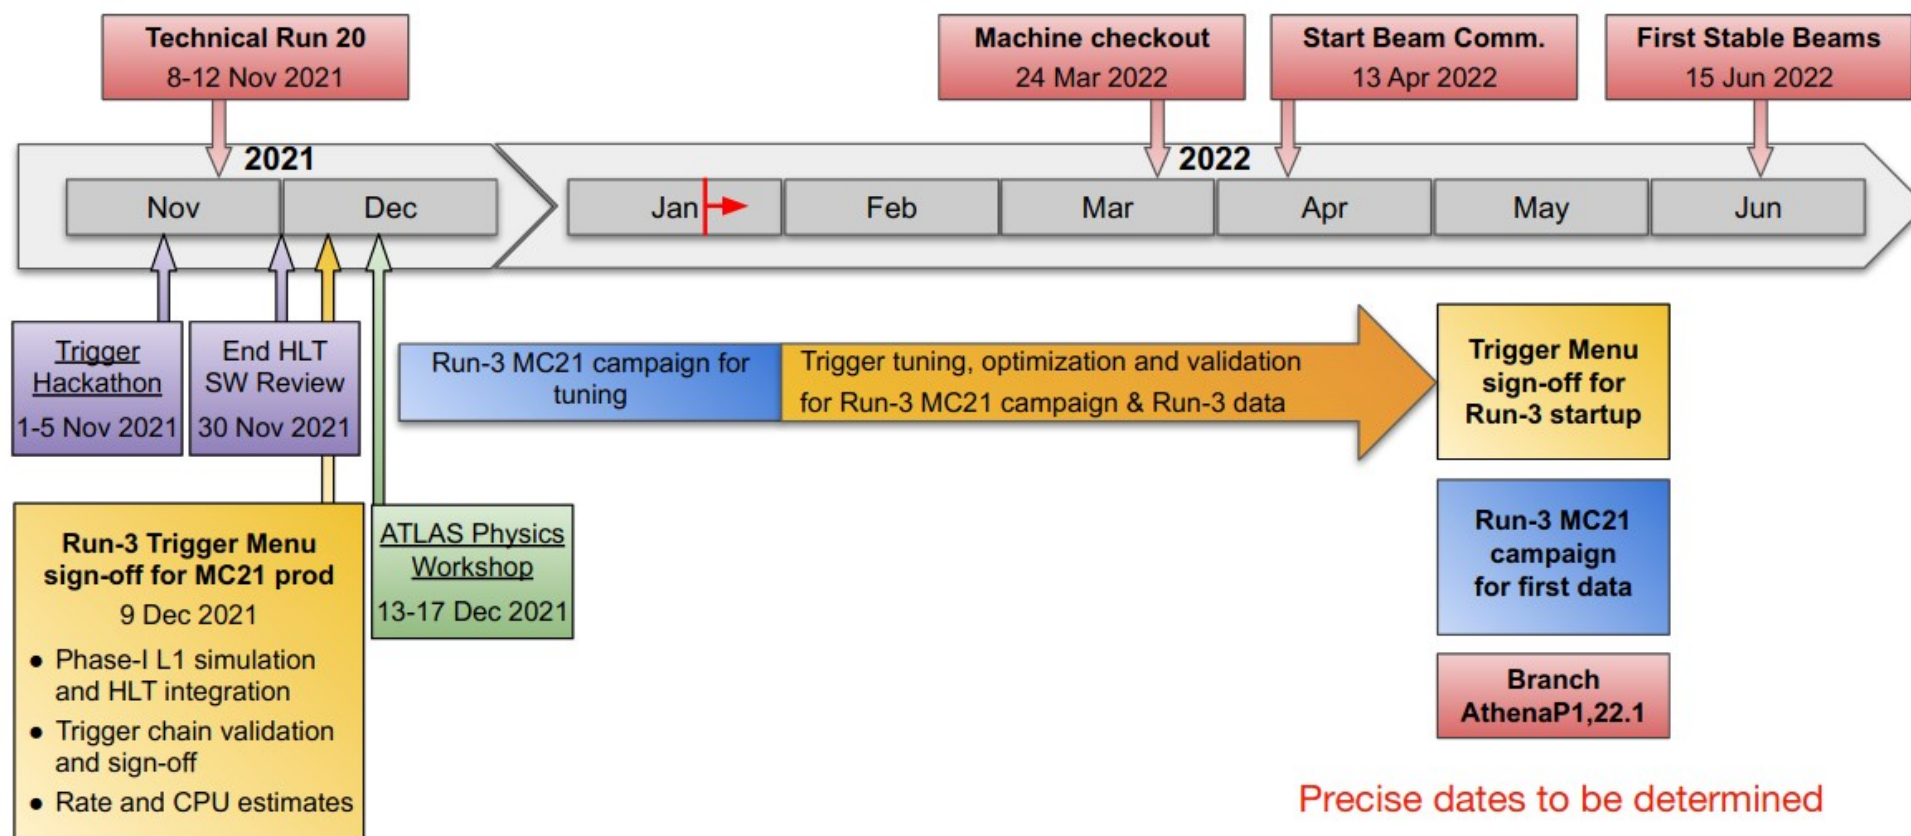 Technical Run 20
8-12 Nov 2021
Machine checkout
24 Mar 2022
Start Beam Comm.
13 Apr 2022
First Stable Beams
15 Jun 2022
2021
2022
Nov
Dec
Jan
Feb
Mar
Apr
May
Jun
Trigger
Hackathon
1-5 Nov 2021
End HLT
SW Review
30 Nov 2021
Run-3 MC21 campaign for
tuning
Trigger tuning, optimization and validation
for Run-3 MC21 campaign & Run-3 data
Trigger Menu
sign-off for
Run-3 startup
Run-3 Trigger Menu
sign-off for MC21 prod
9 Dec 2021
● Phase-I L1 simulation
and HLT integration
● Trigger chain validation
and sign-off
● Rate and CPU estimates
ATLAS Physics
Workshop
13-17 Dec 2021
Run-3 MC21
campaign
for first data
Branch
AthenaP1,22.1
Precise dates to be determined